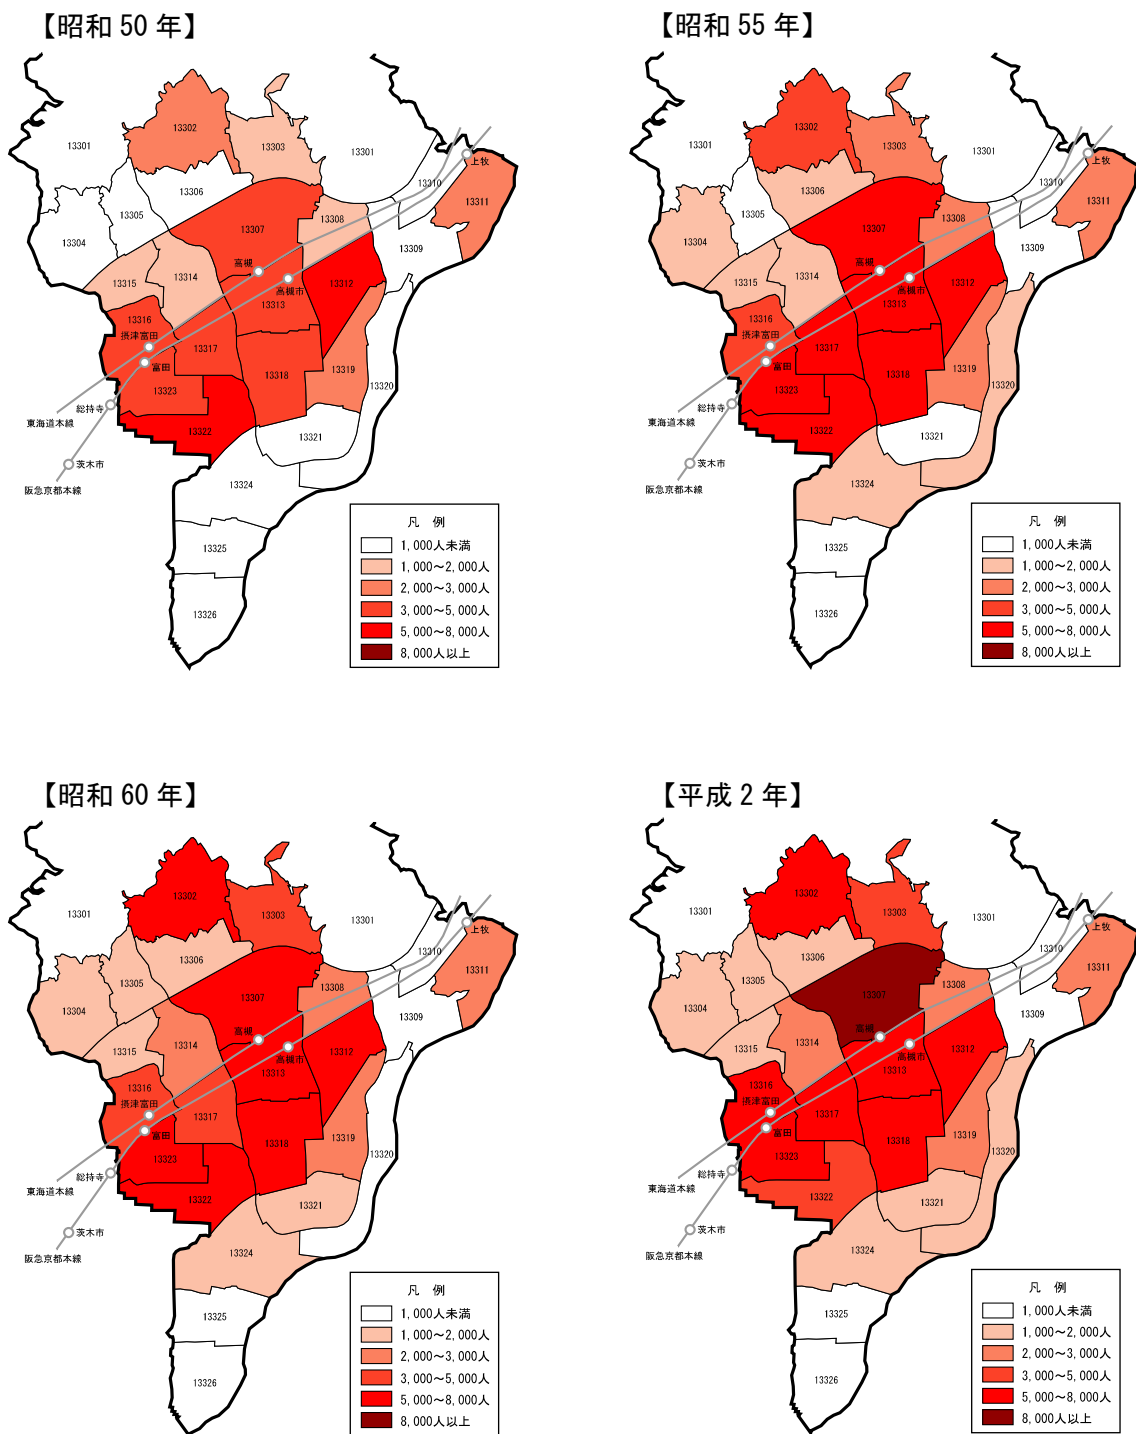 【昭和 50 年】
13302
13303
13301
13301
上牧
13306
13310
13311
13305
13308
13304
13307
13309
高槻
13315
13314
13312
高槻市
13313
13316
摂津富田
13317
13318
13319
富田
13323
13320
総持寺
東海道本線
13322
13321
茨木市
阪急京都本線
13324
13325
13326
凡 例
1,000人未満
1,000～2,000人
2,000～3,000人
3,000～5,000人
5,000～8,000人
8,000人以上
【昭和 55 年】
13302
13303
13301
13301
上牧
13306
13310
13311
13305
13308
13304
13307
13309
高槻
13315
13314
13312
高槻市
13313
13316
摂津富田
13317
13318
13319
富田
13323
13320
総持寺
東海道本線
13322
13321
茨木市
阪急京都本線
13324
13325
13326
凡 例
1,000人未満
1,000～2,000人
2,000～3,000人
3,000～5,000人
5,000～8,000人
8,000人以上
【昭和 60 年】
13302
13303
13301
13301
上牧
13306
13310
13311
13305
13308
13304
13307
13309
高槻
13315
13314
13312
高槻市
13313
13316
摂津富田
13317
13318
13319
富田
13323
13320
総持寺
東海道本線
13322
13321
茨木市
阪急京都本線
13324
13325
13326
凡 例
1,000人未満
1,000～2,000人
2,000～3,000人
3,000～5,000人
5,000～8,000人
8,000人以上
【平成 2 年】
13302
13303
13301
13301
上牧
13306
13310
13311
13305
13308
13304
13307
13309
高槻
13315
13314
13312
高槻市
13313
13316
摂津富田
13317
13318
13319
富田
13323
13320
総持寺
東海道本線
13322
13321
茨木市
阪急京都本線
13324
13325
13326
凡 例
1,000人未満
1,000～2,000人
2,000～3,000人
3,000～5,000人
5,000～8,000人
8,000人以上